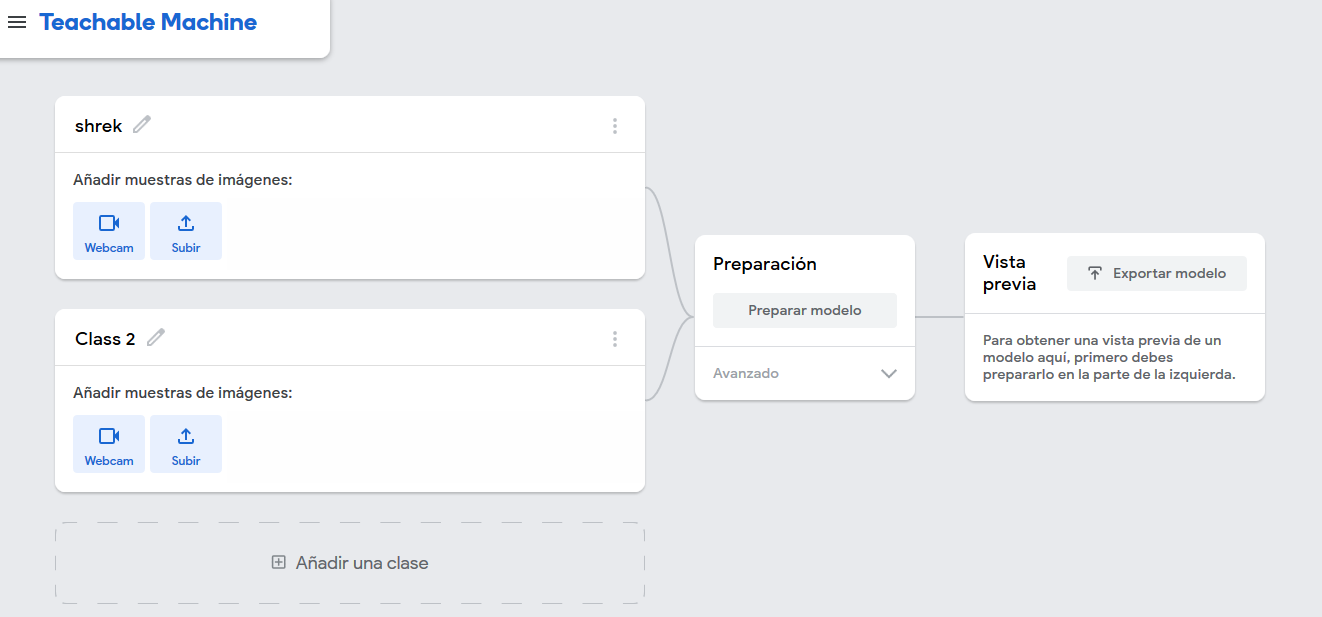 Teachable Machine
shrek
Añadir muestras de imágenes:
Webcam
Subir
Class 2
Añadir muestras de imágenes:
Webcam
Subir
Añadir una clase
Preparación
Preparar modelo
Avanzado
Vista
previa
Exportar modelo
Para obtener una vista previa de un
modelo aquí, primero debes
prepararlo en la parte de la izquierda.